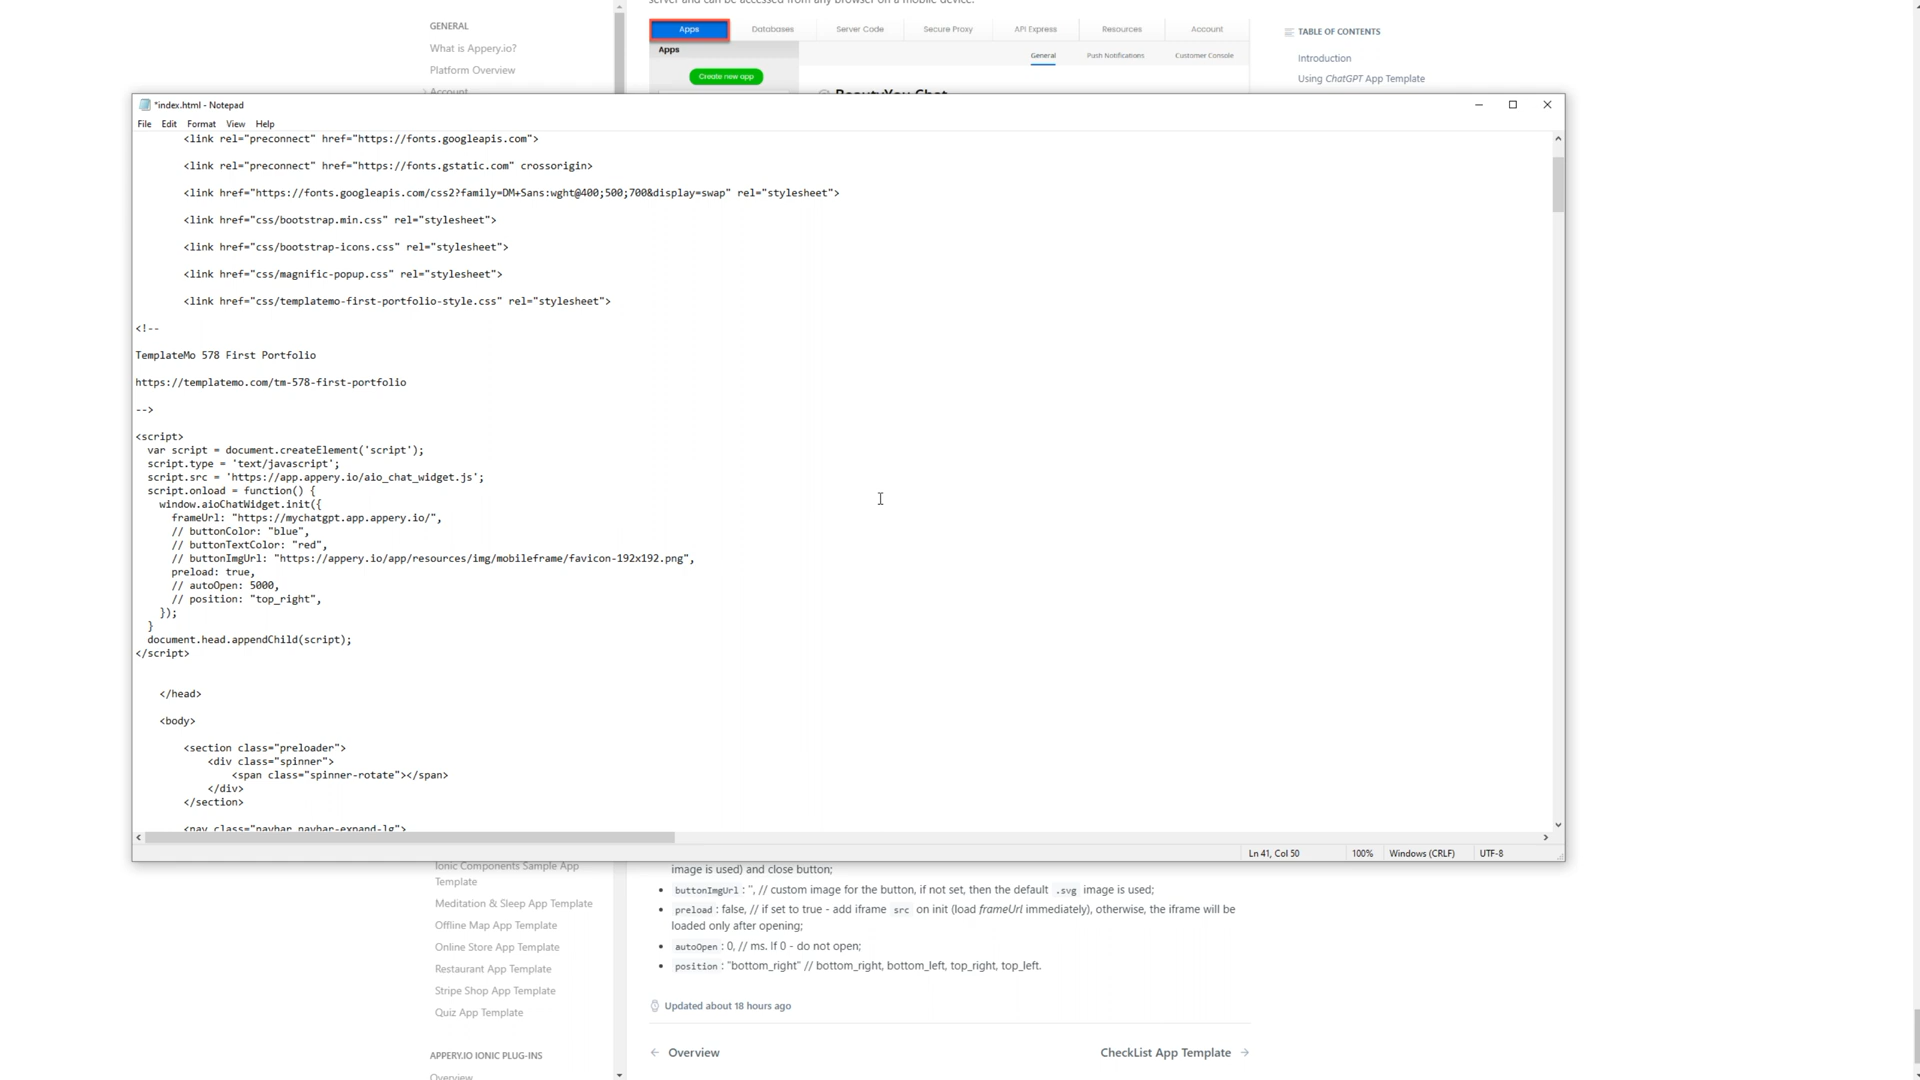 server and can be accessed from any browser on a mobile device.
GENERAL
What is Appery.io?
Platform Overview
Account
Apps
Databases
Server Code
Secure Proxy
API Express
Resources
Account
Apps
General
Push Notifications
Customer Console
Create new app
BeautyYou Chat
TABLE OF CONTENTS
Introduction
Using ChatGPT App Template
*index.html - Notepad
File Edit Format View Help
<link rel="preconnect" href="https://fonts.googleapis.com">
<link rel="preconnect" href="https://fonts.gstatic.com" crossorigin>
<link href="https://fonts.googleapis.com/css2?family=DM+Sans:wght@400;500;700&display=swap" rel="stylesheet">
<link href="css/bootstrap.min.css" rel="stylesheet">
<link href="css/bootstrap-icons.css" rel="stylesheet">
<link href="css/magnific-popup.css" rel="stylesheet">
<link href="css/templatemo-first-portfolio-style.css" rel="stylesheet">
<!--
TemplateMo 578 First Portfolio
https://templatemo.com/tm-578-first-portfolio
-->
<script>
var script = document.createElement('script');
script.type = 'text/javascript';
script.src = 'https://app.appery.io/aio_chat_widget.js';
script.onload = function() {
window.aioChatWidget.init({
frameUrl: "https://mychatgpt.app.appery.io/",
// buttonColor: "blue",
// buttonTextColor: "red",
// buttonImgUrl: "https://appery.io/app/resources/img/mobileframe/favicon-192x192.png",
preload: true,
// autoOpen: 5000,
// position: "top_right",
});
}
document.head.appendChild(script);
</script>
</head>
<body>
<section class="preloader">
<div class="spinner">
<span class="spinner-rotate"></span>
</div>
</section>
<nav class="navbar navbar-expand-lg">
Ln 41, Col 50
100%
Windows (CRLF)
UTF-8
Ionic Components Sample App
Template
Meditation & Sleep App Template
Offline Map App Template
Online Store App Template
Restaurant App Template
Stripe Shop App Template
Quiz App Template
APPERY.IO IONIC PLUG-INS
Overview
image is used) and close button;
buttonImgUrl : '', // custom image for the button, if not set, then the default .svg image is used;
preload : false, // if set to true - add iframe src on init (load frameUrl immediately), otherwise, the iframe will be
loaded only after opening;
autoOpen : 0, // ms. If 0 - do not open;
position : "bottom_right" // bottom_right, bottom_left, top_right, top_left.
Updated about 18 hours ago
← Overview
CheckList App Template →